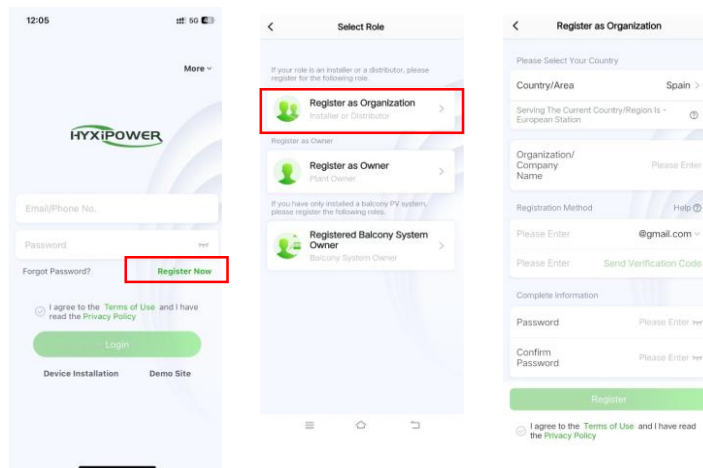 12:05
5G
More
HYXIPOWER
Email/Phone No.
Password
Forgot Password?
Register Now
I agree to the Terms of Use and I have
read the Privacy Policy
Login
Device Installation
Demo Site
Select Role
If your role is an installer or a distributor, please
register for the following role.
Register as Organization
Installer or Distributor
Register as Owner
Register as Owner
Plant Owner
If you have only installed a balcony PV system,
please register the following roles.
Registered Balcony System
Owner
Balcony System Owner
Register as Organization
Please Select Your Country
Country/Area
Spain
Serving The Current Country/Region Is -
European Station
Organization/
Company
Name
Please Enter
Registration Method
Help
Please Enter
@gmail.com
Please Enter
Send Verification Code
Complete Information
Password
Please Enter
Confirm
Password
Please Enter
Register
I agree to the Terms of Use and I have read
the Privacy Policy